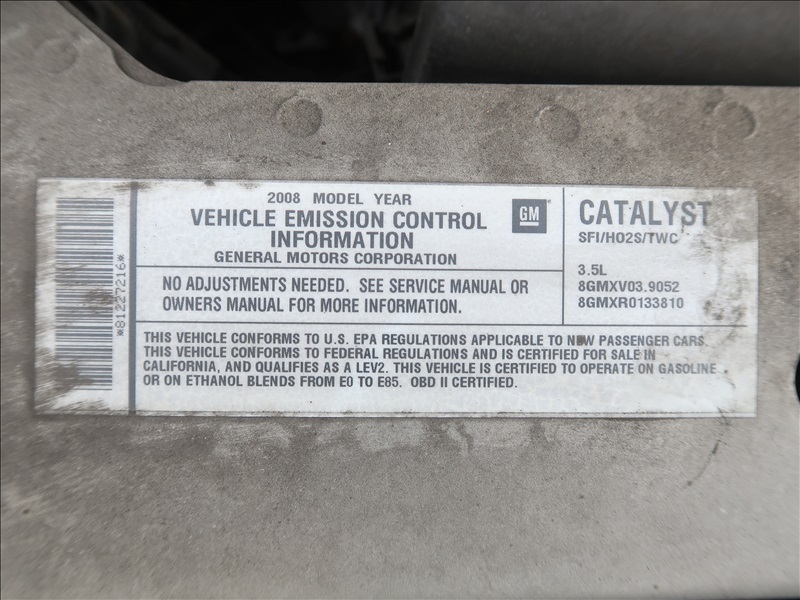 *81227216*
2008 MODEL YEAR
VEHICLE EMISSION CONTROL
INFORMATION
GENERAL MOTORS CORPORATION
GM
NO ADJUSTMENTS NEEDED. SEE SERVICE MANUAL OR
OWNERS MANUAL FOR MORE INFORMATION.
CATALYST
SFI/HO2S/TWC
3.5L
8GMXV03.9052
8GMXR0133810
THIS VEHICLE CONFORMS TO U.S. EPA REGULATIONS APPLICABLE TO NEW PASSENGER CARS.
THIS VEHICLE CONFORMS TO FEDERAL REGULATIONS AND IS CERTIFIED FOR SALE IN
CALIFORNIA, AND QUALIFIES AS A LEV2. THIS VEHICLE IS CERTIFIED TO OPERATE ON GASOLINE
OR ON ETHANOL BLENDS FROM E0 TO E85. OBD II CERTIFIED.